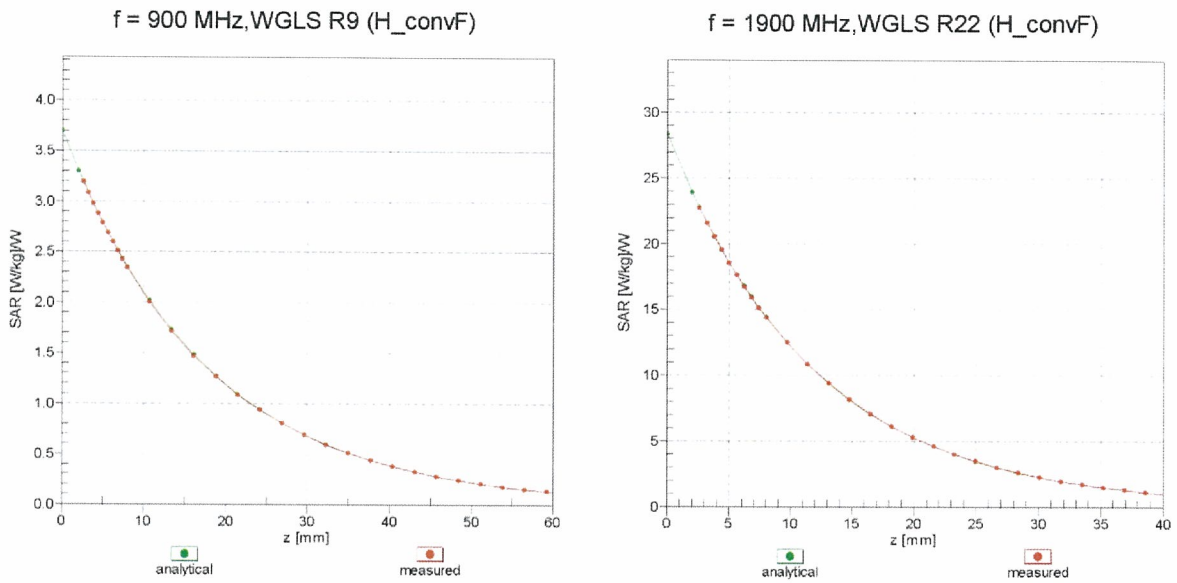 f = 900 MHz,WGLS R9 (H_convF)
SAR [W/kg]/W
4.0
3.5
3.0
2.5
2.0
1.5
1.0
0.5
0.0
0 10 20 30 40 50 60
z [mm]
analytical measured
f = 1900 MHz,WGLS R22 (H_convF)
SAR [W/kg]/W
30
25
20
15
10
5
0
0 5 10 15 20 25 30 35 40
z [mm]
analytical measured